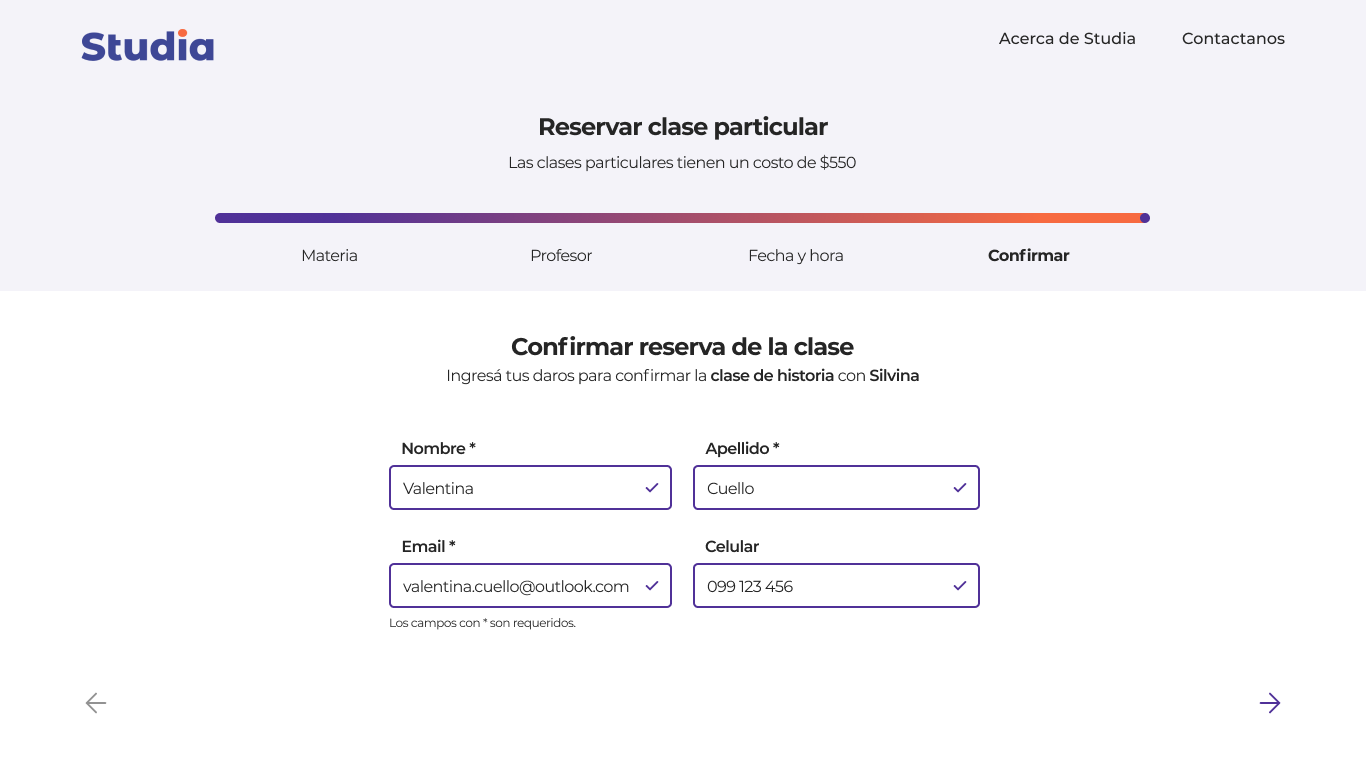 Studia
Acerca de Studia
Contactanos
Reservar clase particular
Las clases particulares tienen un costo de $550
Materia
Profesor
Fecha y hora
Confirmar
Confirmar reserva de la clase
Ingresá tus daros para confirmar la clase de historia con Silvina
Nombre *
Apellido *
Valentina
Cuello
Email *
Celular
valentina.cuello@outlook.com
099 123 456
Los campos con * son requeridos.